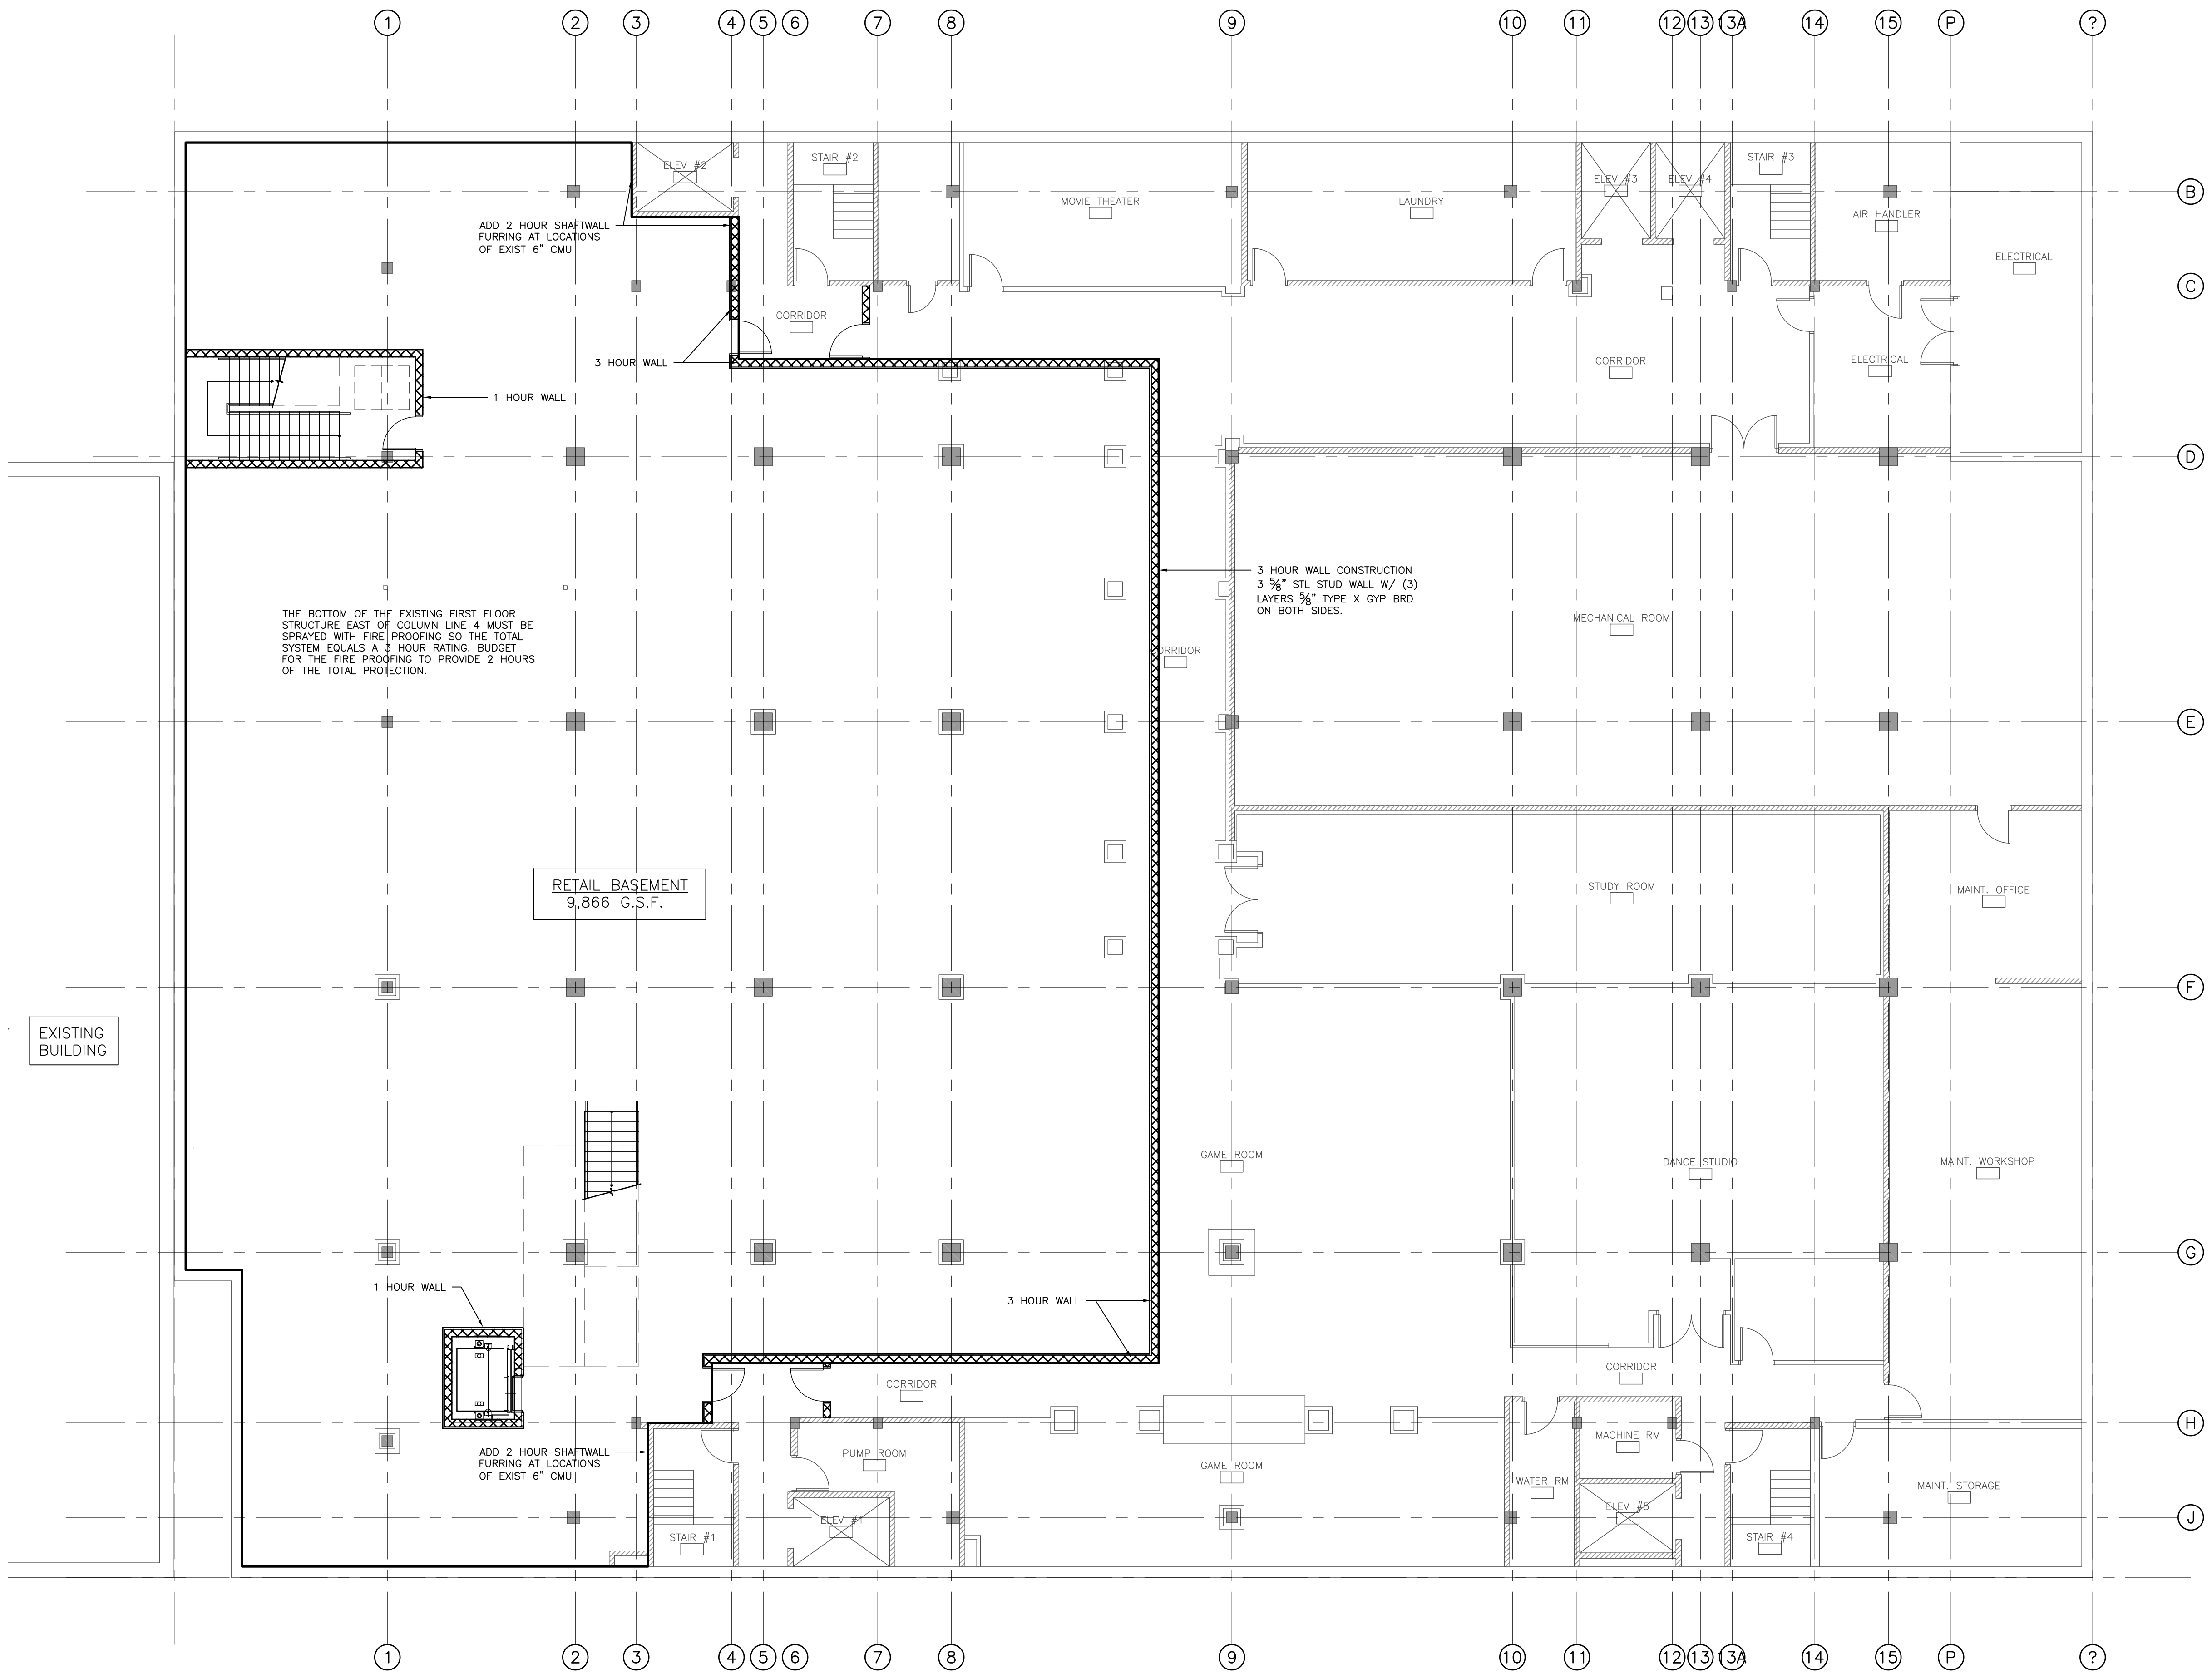 1 2 3 4 5 6 7 8 9 10 11 12 13 13A 14 15 P ?
ELEV #2
STAIR #2
MOVIE THEATER
LAUNDRY
ELEV #3
ELEV #4
STAIR #3
AIR HANDLER
B
ADD 2 HOUR SHAFTWALL
FURRING AT LOCATIONS
OF EXIST 6" CMU
ELECTRICAL
C
CORRIDOR
3 HOUR WALL
CORRIDOR
ELECTRICAL
1 HOUR WALL
D
3 HOUR WALL CONSTRUCTION
3 5/8" STL STUD WALL W/ (3)
LAYERS 5/8" TYPE X GYP BRD
ON BOTH SIDES.
THE BOTTOM OF THE EXISTING FIRST FLOOR
STRUCTURE EAST OF COLUMN LINE 4 MUST BE
SPRAYED WITH FIRE PROOFING SO THE TOTAL
SYSTEM EQUALS A 3 HOUR RATING. BUDGET
FOR THE FIRE PROOFING TO PROVIDE 2 HOURS
OF THE TOTAL PROTECTION.
MECHANICAL ROOM
CORRIDOR
E
RETAIL BASEMENT
9,866 G.S.F.
STUDY ROOM
MAINT. OFFICE
F
EXISTING
BUILDING
GAME ROOM
DANCE STUDIO
MAINT. WORKSHOP
G
1 HOUR WALL
3 HOUR WALL
CORRIDOR
CORRIDOR
H
ADD 2 HOUR SHAFTWALL
FURRING AT LOCATIONS
OF EXIST 6" CMU
PUMP ROOM
GAME ROOM
MACHINE RM
WATER RM
MAINT. STORAGE
ELEV #1
ELEV #5
STAIR #1
STAIR #4
J
1 2 3 4 5 6 7 8 9 10 11 12 13 13A 14 15 P ?